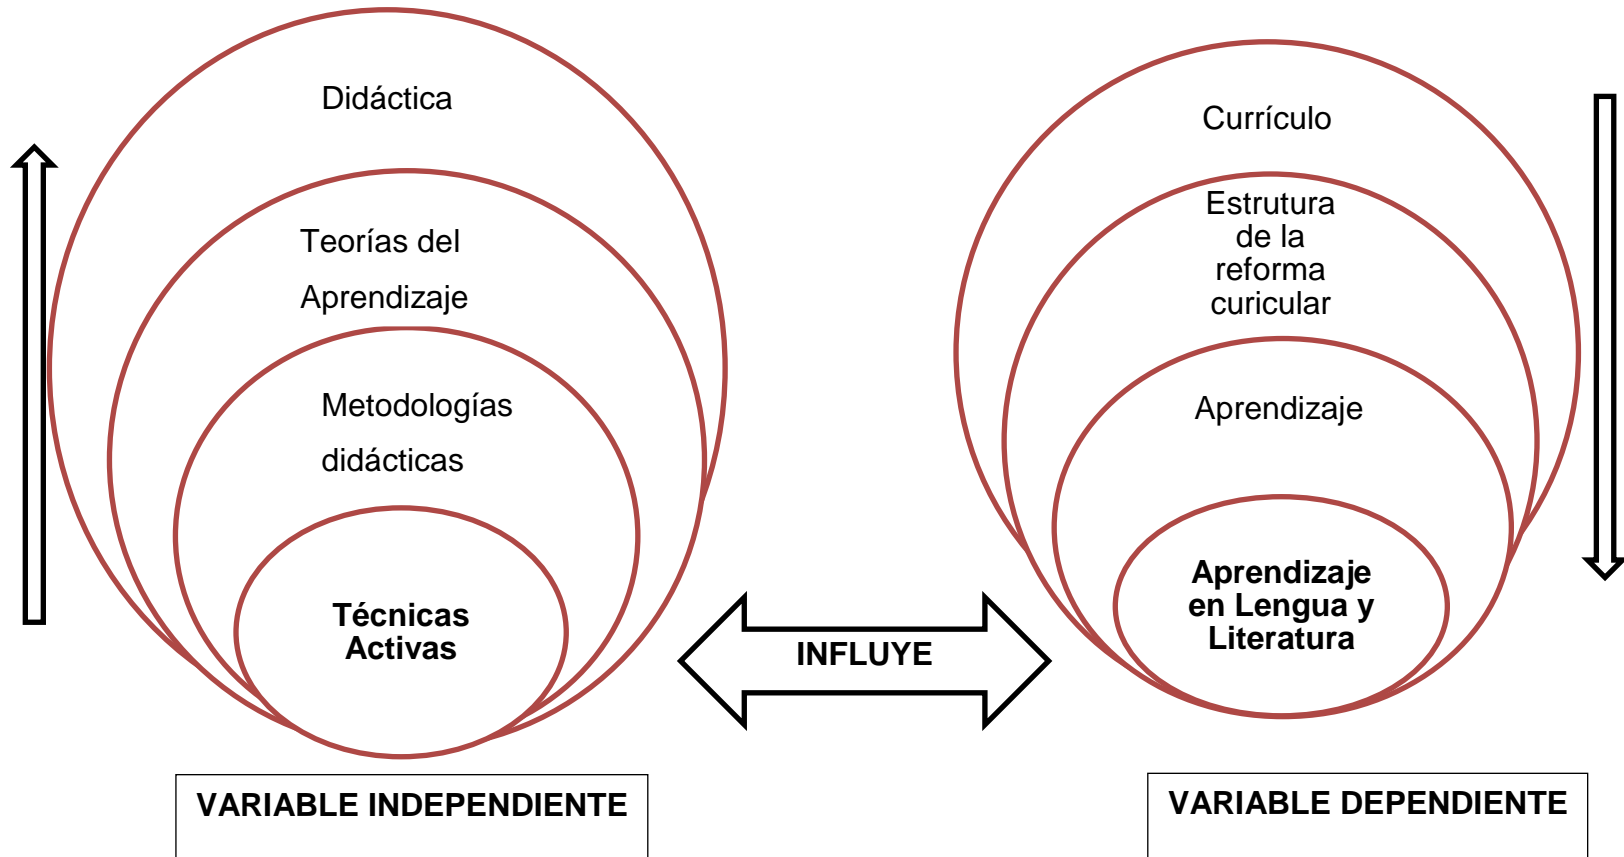 Didáctica
Teorías del
Aprendizaje
Metodologías
didácticas
Técnicas
Activas
VARIABLE INDEPENDIENTE
INFLUYE
Currículo
Estrutura
de la
reforma
curicular
Aprendizaje
Aprendizaje
en Lengua y
Literatura
VARIABLE DEPENDIENTE